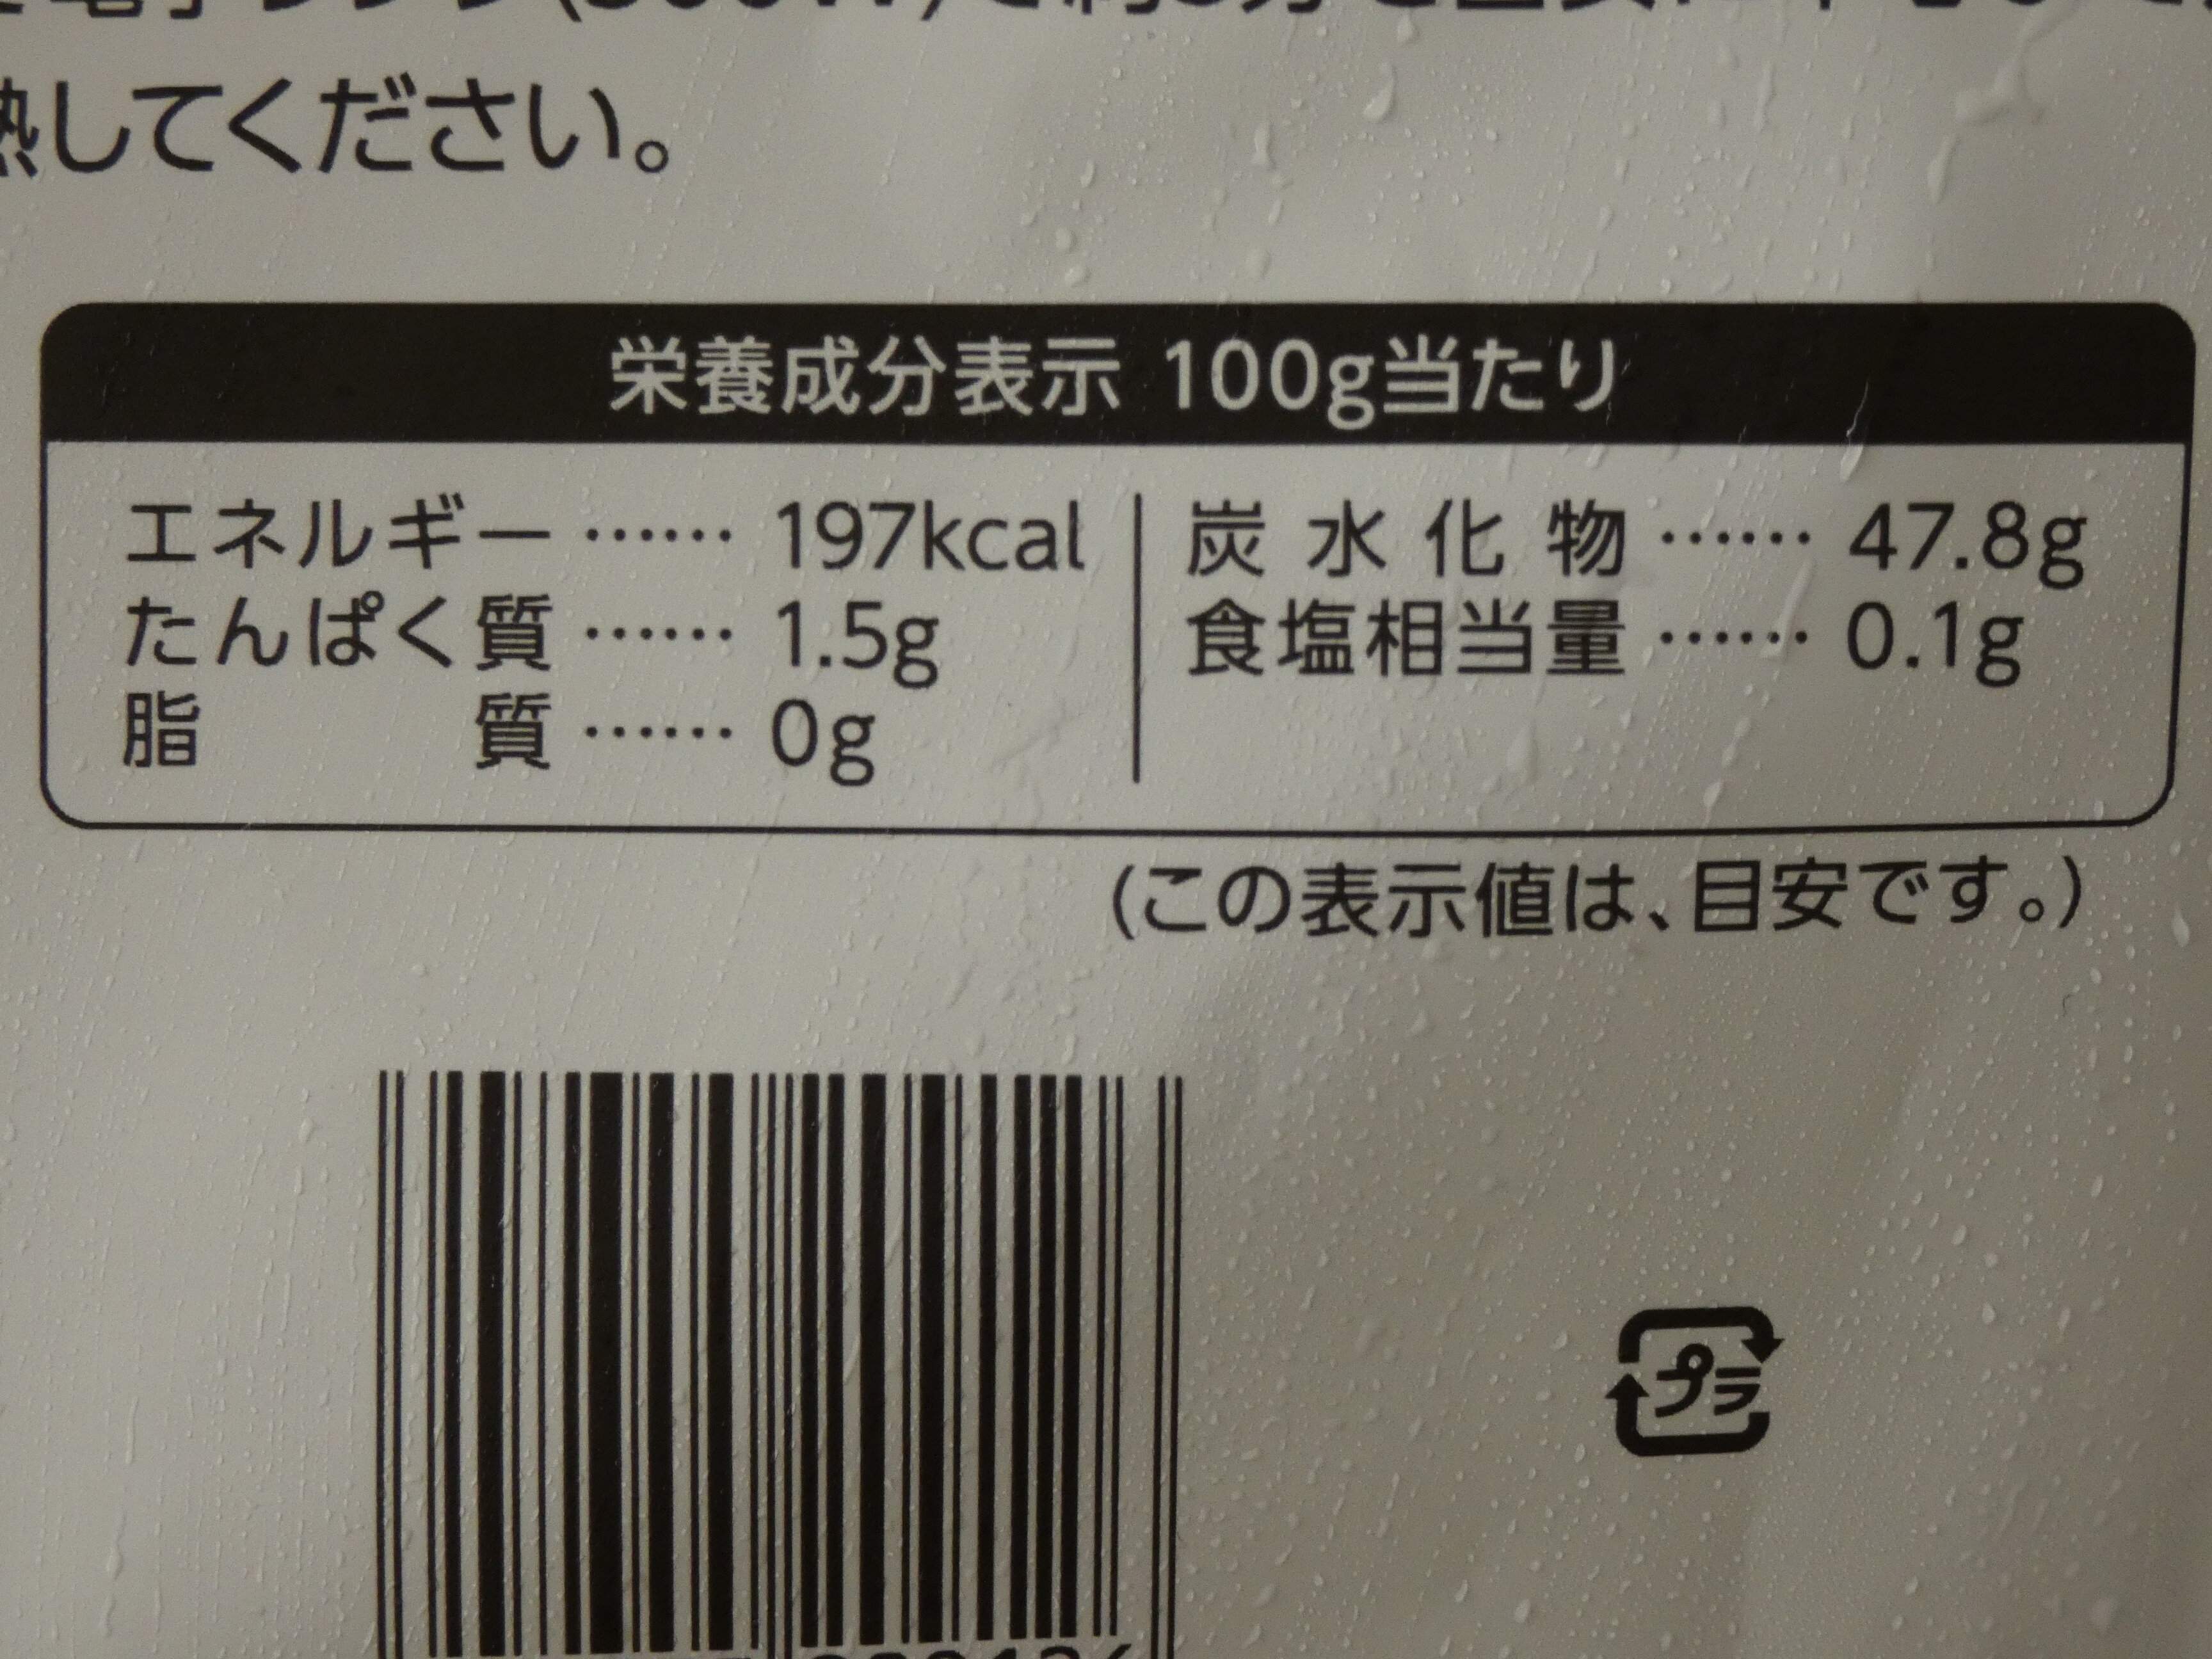 熱してください。
栄養成分表示 100g当たり
エネルギー…… 197kcal
たんぱく質…… 1.5g
脂質…… 0g
炭水化物…… 47.8g
食塩相当量…… 0.1g
(この表示値は、目安です。)
プラ